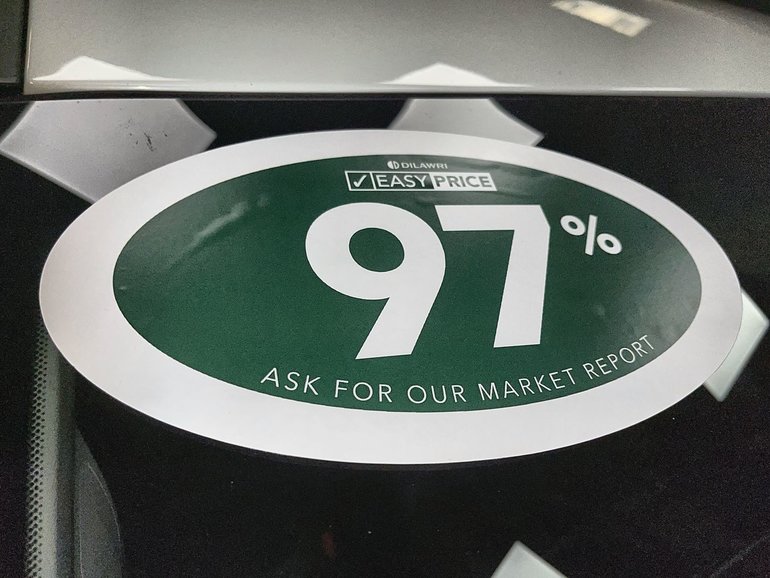 DILAWRI
✓ EASY PRICE
97%
ASK FOR OUR MARKET REPORT